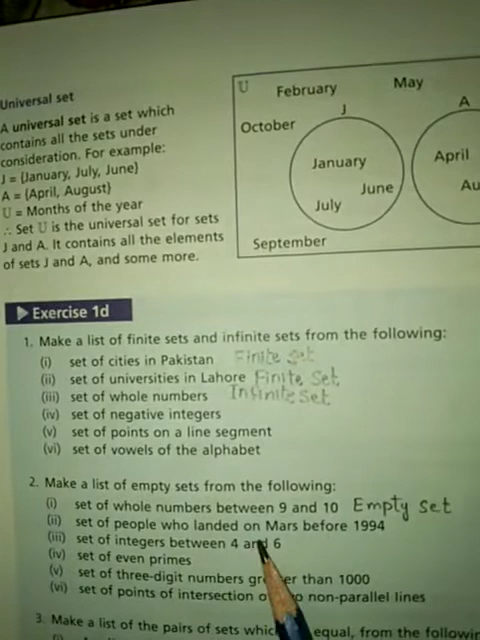 Universal set
A universal set is a set which
contains all the sets under
consideration. For example:
J = {January, July, June}
A = {April, August}
U = Months of the year
∴ Set U is the universal set for sets
J and A. It contains all the elements
of sets J and A, and some more.
U February May
J A
October
January April
June Au
July
September
Exercise 1d
1. Make a list of finite sets and infinite sets from the following:
(i) set of cities in Pakistan Finite set
(ii) set of universities in Lahore Finite Set
(iii) set of whole numbers Infinite set
(iv) set of negative integers
(v) set of points on a line segment
(vi) set of vowels of the alphabet
2. Make a list of empty sets from the following:
(i) set of whole numbers between 9 and 10 Empty set
(ii) set of people who landed on Mars before 1994
(iii) set of integers between 4 and 6
(iv) set of even primes
(v) set of three-digit numbers than 1000
(vi) set of points of intersection non-parallel lines
3. Make a list of the pairs of sets equal, from the